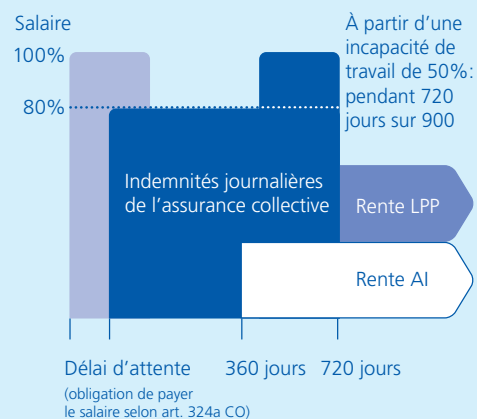 Salaire
100%
80%
À partir d’une
incapacité de
travail de 50%:
pendant 720
jours sur 900
Indemnités journalières
de l’assurance collective
Rente LPP
Rente AI
Délai d’attente
(obligation de payer
le salaire selon art. 324a CO)
360 jours
720 jours